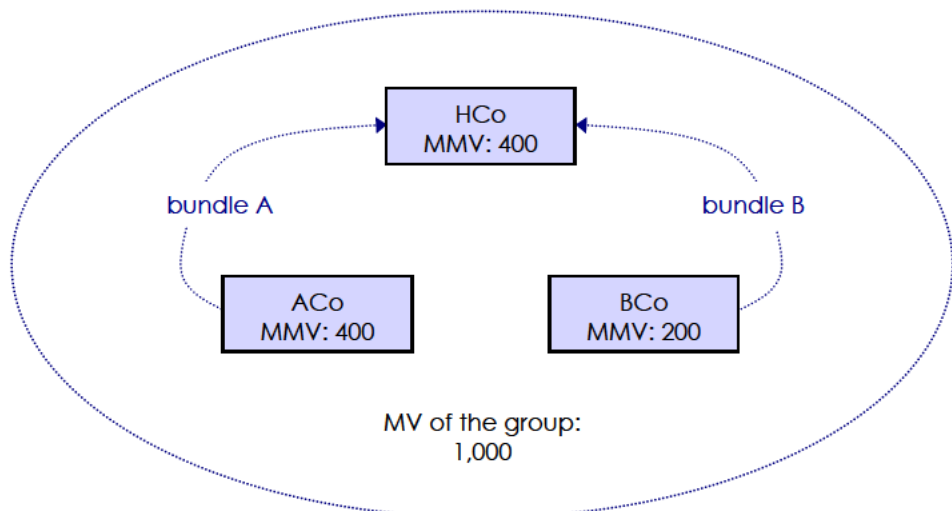 HCo
MMV: 400
bundle A
bundle B
ACo
MMV: 400
BCo
MMV: 200
MV of the group:
1,000